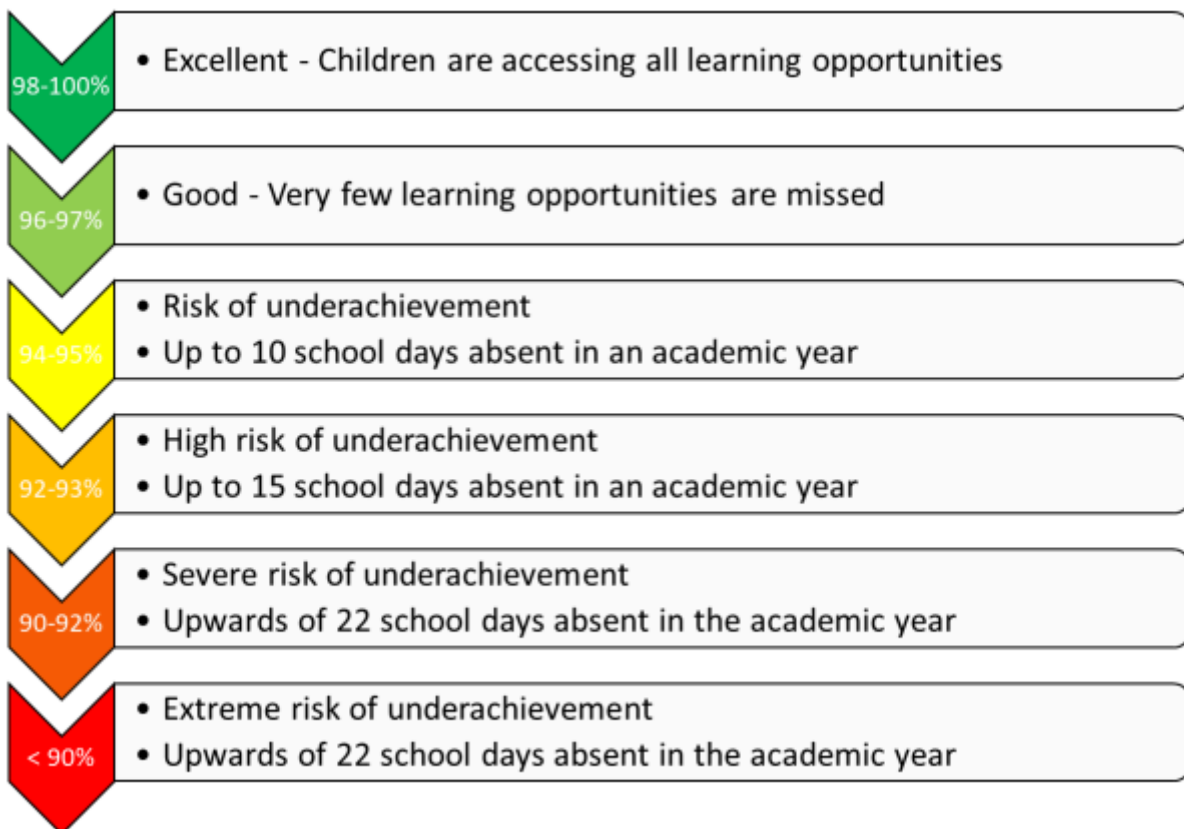 98-100%
• Excellent - Children are accessing all learning opportunities
96-97%
• Good - Very few learning opportunities are missed
94-95%
• Risk of underachievement
• Up to 10 school days absent in an academic year
92-93%
• High risk of underachievement
• Up to 15 school days absent in an academic year
90-92%
• Severe risk of underachievement
• Upwards of 22 school days absent in the academic year
< 90%
• Extreme risk of underachievement
• Upwards of 22 school days absent in the academic year